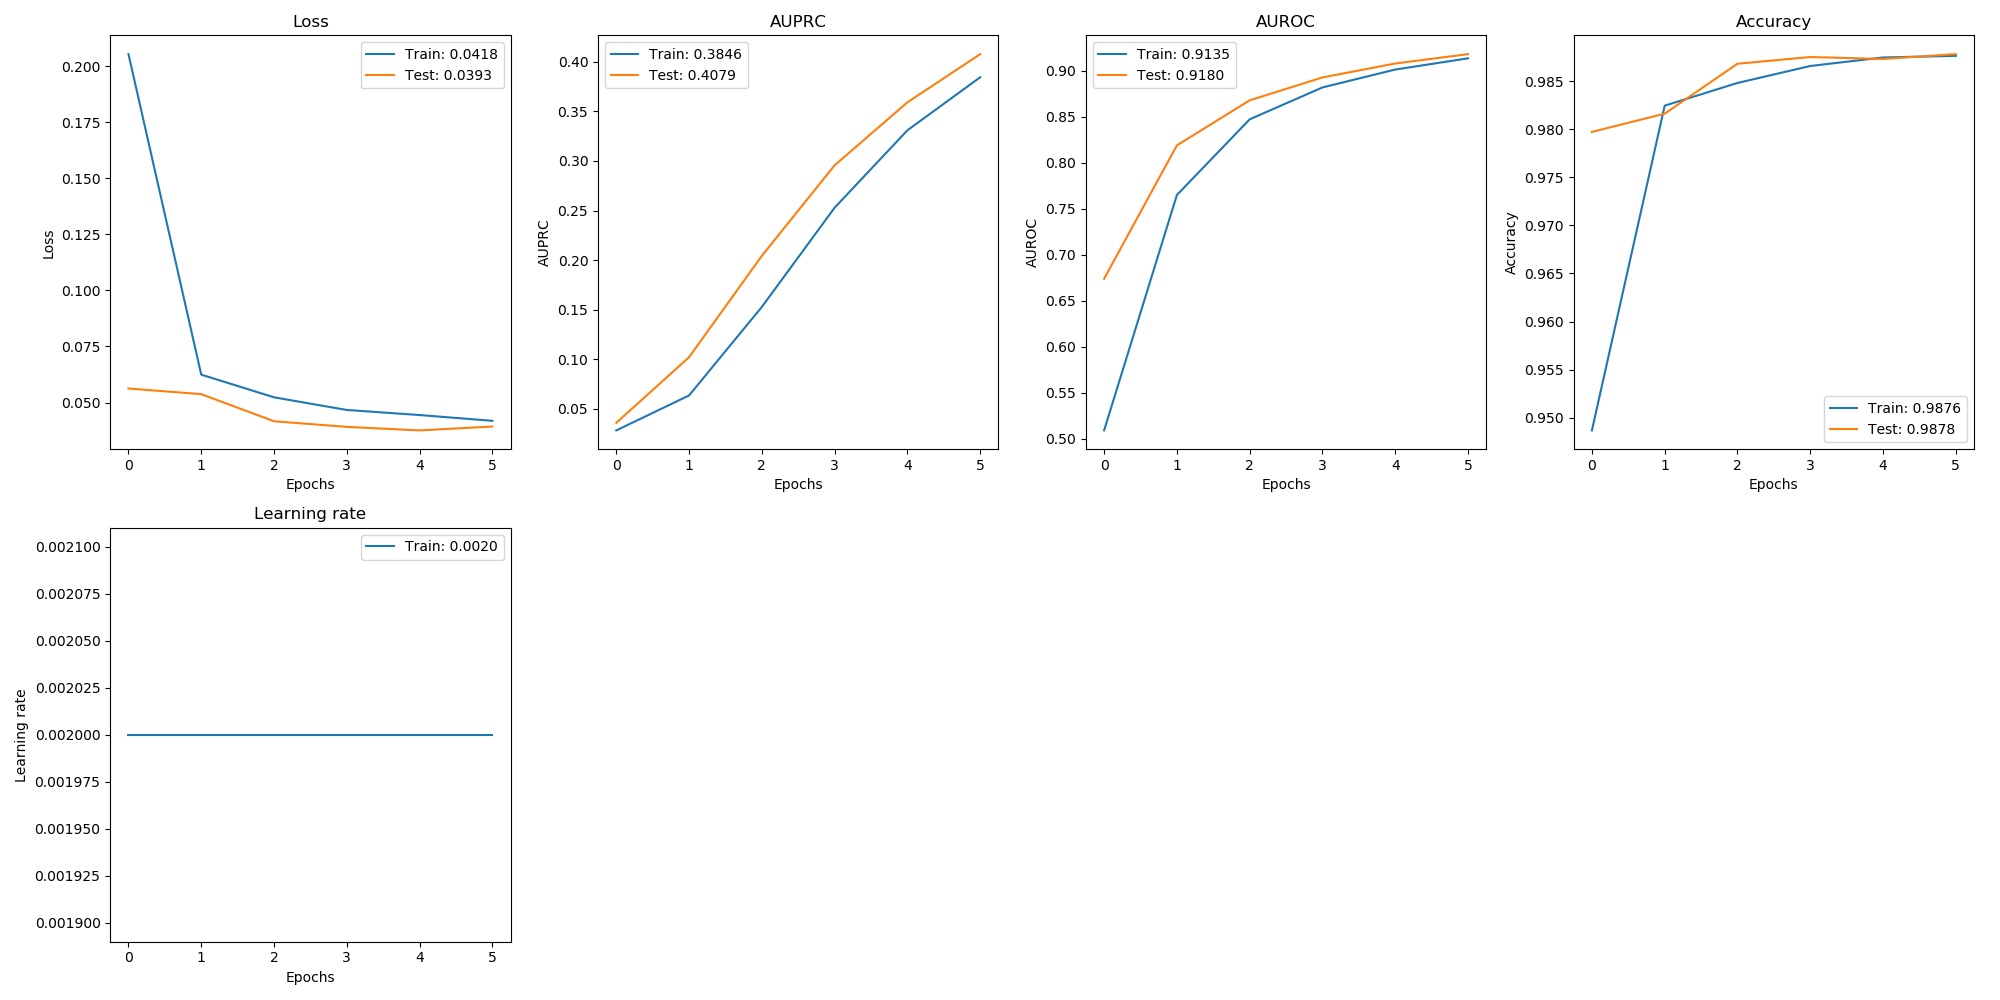 Loss
Train: 0.0418
Test: 0.0393
0.200
0.175
0.150
0.125
0.100
0.075
0.050
Loss
0 1 2 3 4 5
Epochs
AUPRC
Train: 0.3846
Test: 0.4079
0.40
0.35
0.30
0.25
0.20
0.15
0.10
0.05
AUPRC
0 1 2 3 4 5
Epochs
AUROC
Train: 0.9135
Test: 0.9180
0.90
0.85
0.80
0.75
0.70
0.65
0.60
0.55
0.50
AUROC
0 1 2 3 4 5
Epochs
Accuracy
0.985
0.980
0.975
0.970
0.965
0.960
0.955
0.950
Accuracy
Train: 0.9876
Test: 0.9878
0 1 2 3 4 5
Epochs
Learning rate
Train: 0.0020
0.002100
0.002075
0.002050
0.002025
0.002000
0.001975
0.001950
0.001925
0.001900
Learning rate
0 1 2 3 4 5
Epochs